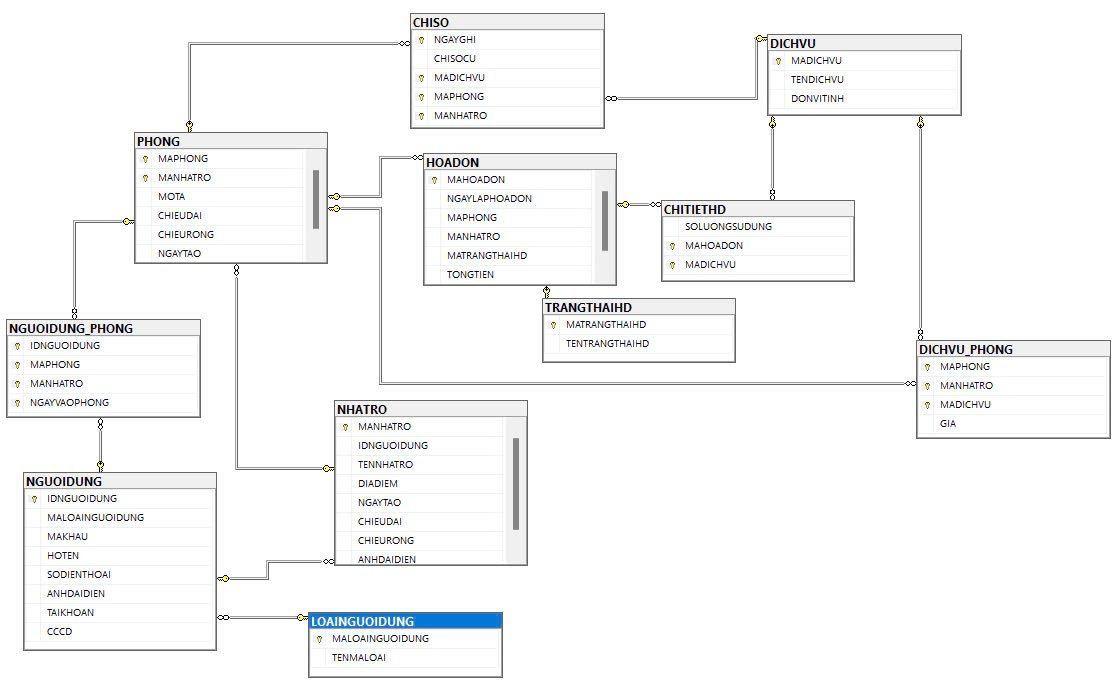 CHISO
NGAYGHI
CHISOCU
MADICHVU
MAPHONG
MANHATRO
DICHVU
MADICHVU
TENDICHVU
DONVITINH
PHONG
MAPHONG
MANHATRO
MOTA
CHIEUDAI
CHIEURONG
NGAYTAO
HOADON
MAHOADON
NGAYLAPHOADON
MAPHONG
MANHATRO
MATRANGTHAIHD
TONGTIEN
CHITIETHD
SOLUONGSUDUNG
MAHOADON
MADICHVU
TRANGTHAIHD
MATRANGTHAIHD
TENTRANGTHAIHD
NGUOIDUNG_PHONG
IDNGUOIDUNG
MAPHONG
MANHATRO
NGAYVAOPHONG
DICHVU_PHONG
MAPHONG
MANHATRO
MADICHVU
GIA
NHATRO
MANHATRO
IDNGUOIDUNG
TENNHATRO
DIADIEM
NGAYTAO
CHIEUDAI
CHIEURONG
ANHDAIDIEN
NGUOIDUNG
IDNGUOIDUNG
MALOAINGUOIDUNG
MAKHAU
HOTEN
SODIENTHOAI
ANHDAIDIEN
TAIKHOAN
CCCD
LOAINGUOIDUNG
MALOAINGUOIDUNG
TENMALOAI